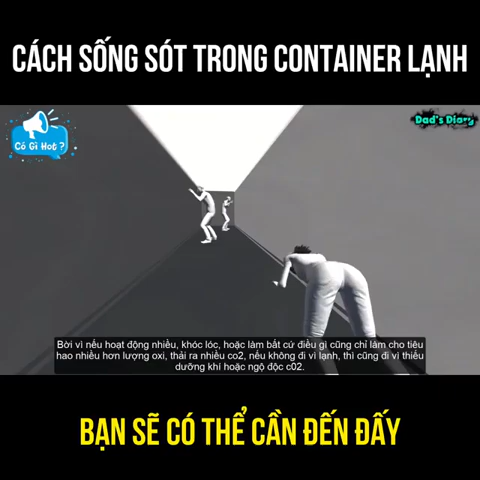 CÁCH SỐNG SÓT TRONG CONTAINER LẠNH
Có Gì Hot ?
Dad's Diary
Bời vì nếu hoạt động nhiều, khóc lóc, hoặc làm bất cứ điều gì cũng chỉ làm cho tiêu
hao nhiều hơn lượng oxi, thải ra nhiều co2, nếu không đi vì lạnh, thì cũng đi vì thiếu
dưỡng khí hoặc ngộ độc c02.
BẠN SẼ CÓ THỂ CẦN ĐẾN ĐẤY